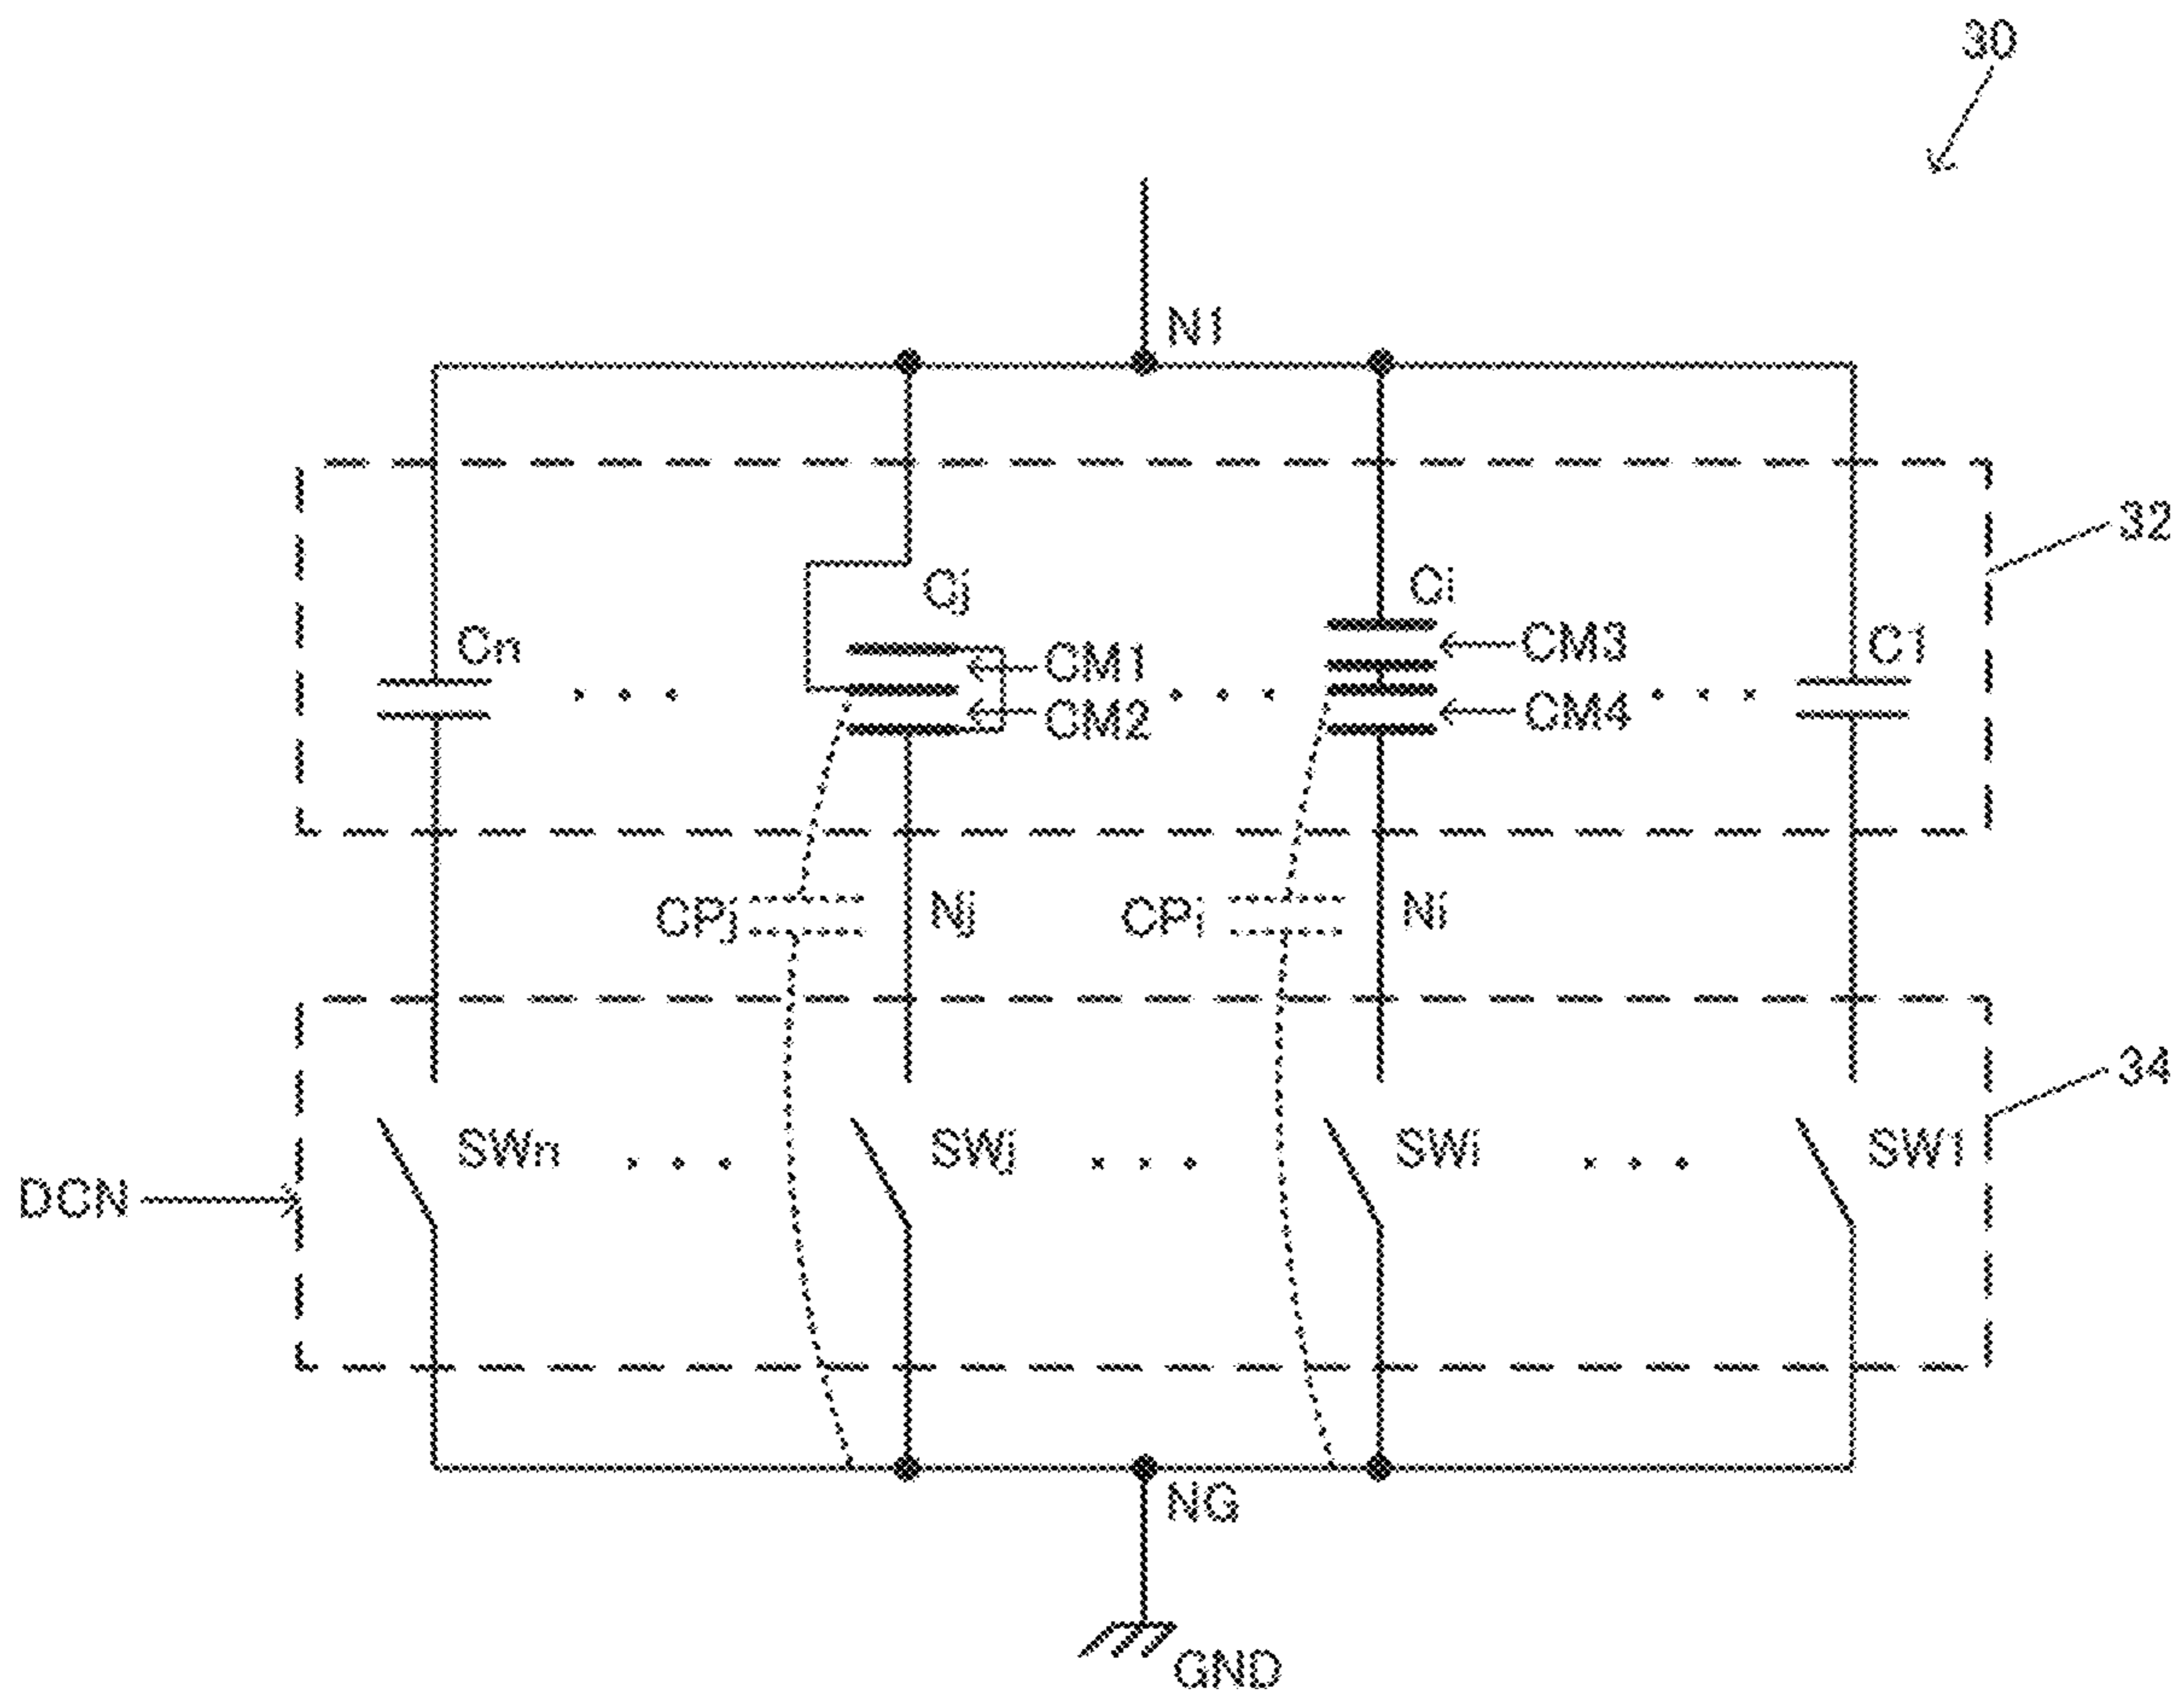 30
N1
32
Cj
Ci
Cn
CM1
CM3
C1
CM2
CM4
CPj
Nj
CPi
Ni
34
SWn
SWj
SWi
SW1
DCN
NG
GND